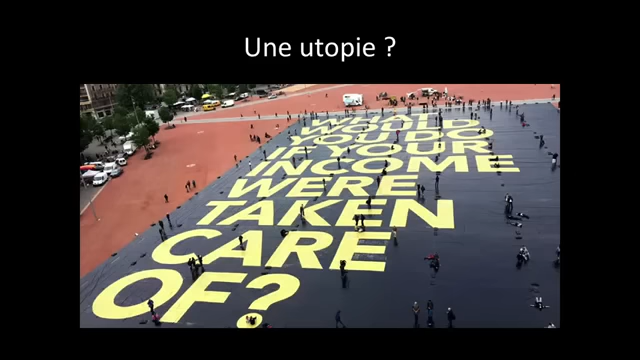 Une utopie ?
WHAT
WOULD
YOU DO
IF YOUR
INCOME
WERE
TAKEN
CARE
OF?